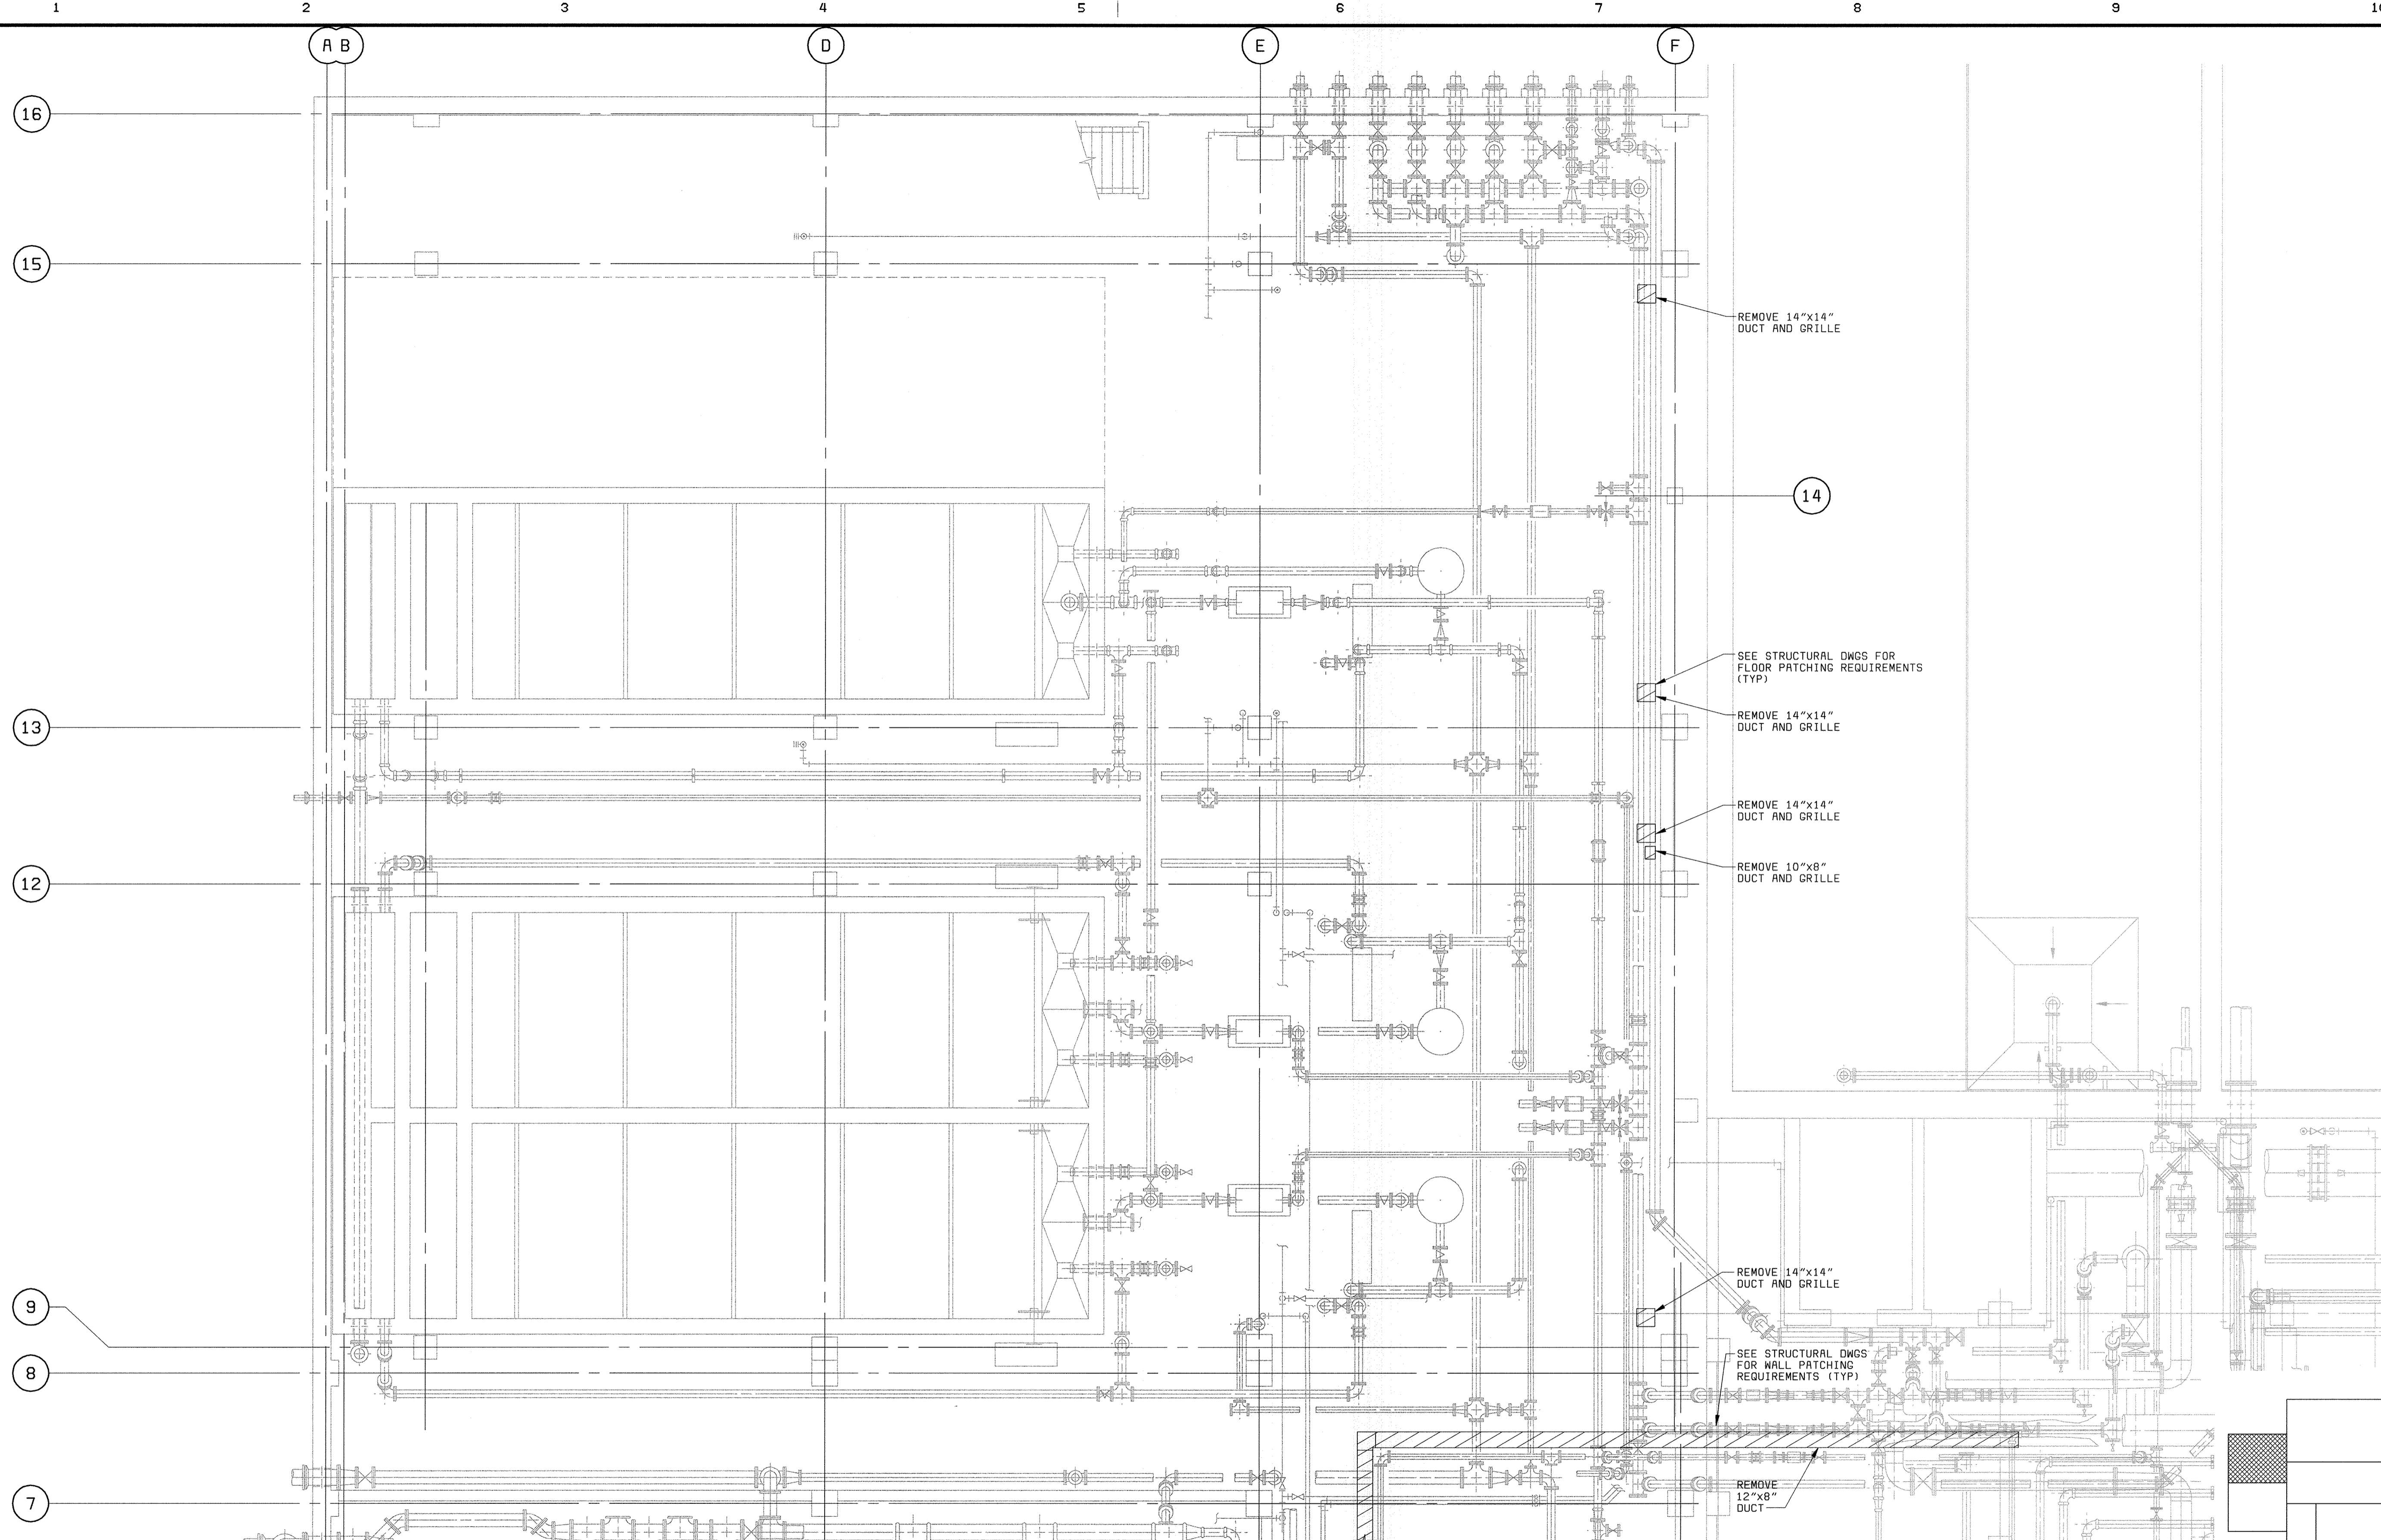 1 2 3 4 5 6 7 8 9
A B D E F
16
15
REMOVE 14"x14"
DUCT AND GRILLE
14
SEE STRUCTURAL DWGS FOR
FLOOR PATCHING REQUIREMENTS
(TYP)
REMOVE 14"x14"
DUCT AND GRILLE
13
REMOVE 14"x14"
DUCT AND GRILLE
REMOVE 10"x8"
DUCT AND GRILLE
12
REMOVE 14"x14"
DUCT AND GRILLE
9
SEE STRUCTURAL DWGS
FOR WALL PATCHING
REQUIREMENTS (TYP)
8
REMOVE
12"x8"
DUCT
7